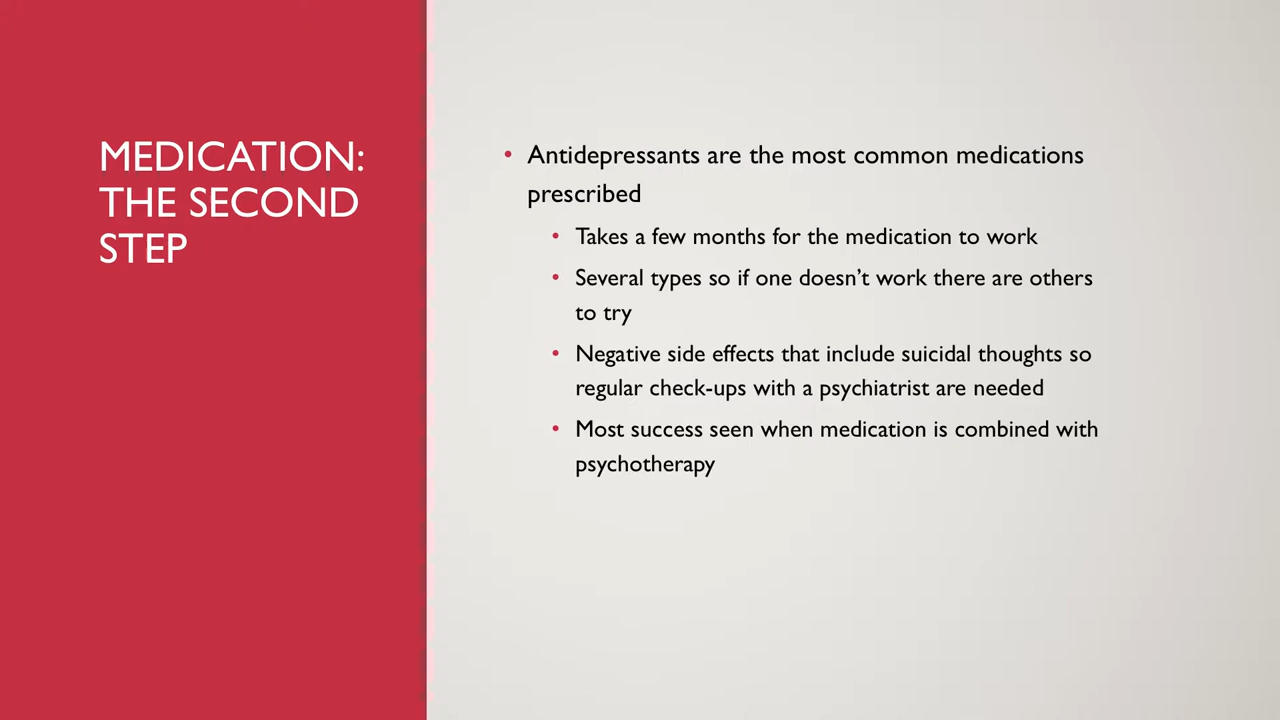 MEDICATION:
THE SECOND
STEP
• Antidepressants are the most common medications
prescribed
• Takes a few months for the medication to work
• Several types so if one doesn’t work there are others
to try
• Negative side effects that include suicidal thoughts so
regular check-ups with a psychiatrist are needed
• Most success seen when medication is combined with
psychotherapy